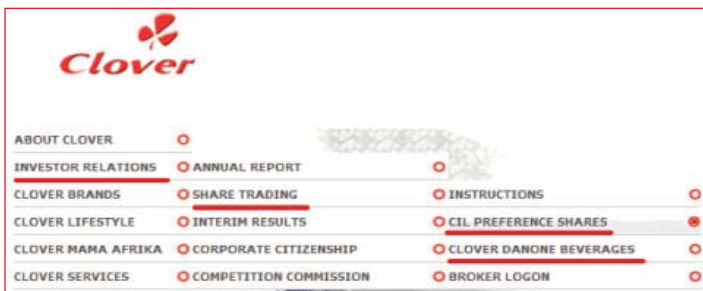 Clover
ABOUT CLOVER
INVESTOR RELATIONS ANNUAL REPORT
CLOVER BRANDS SHARE TRADING INSTRUCTIONS
CLOVER LIFESTYLE INTERIM RESULTS CIL PREFERENCE SHARES
CLOVER MAMA AFRIKA CORPORATE CITIZENSHIP CLOVER DANONE BEVERAGES
CLOVER SERVICES COMPETITION COMMISSION BROKER LOGON